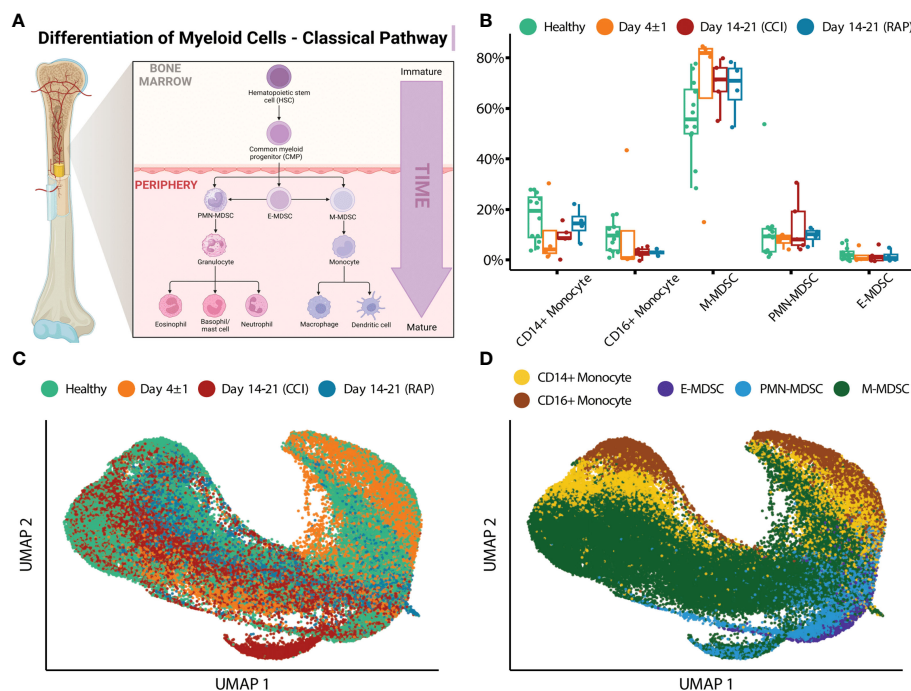 A
Differentiation of Myeloid Cells - Classical Pathway
BONE
MARROW
Hematopoietic stem
cell (HSC)
Common myeloid
progenitor (CMP)
PERIPHERY
PMN-MDSC
E-MDSC
M-MDSC
Granulocyte
Monocyte
Eosinophil
Basophil/
mast cell
Neutrophil
Macrophage
Dendritic cell
Immature
TIME
Mature
B
Healthy
Day 4±1
Day 14-21 (CCI)
Day 14-21 (RAP)
80%
60%
40%
20%
0%
CD14+ Monocyte
CD16+ Monocyte
M-MDSC
PMN-MDSC
E-MDSC
C
Healthy
Day 4±1
Day 14-21 (CCI)
Day 14-21 (RAP)
UMAP 2
UMAP 1
D
CD14+ Monocyte
CD16+ Monocyte
E-MDSC
PMN-MDSC
M-MDSC
UMAP 2
UMAP 1